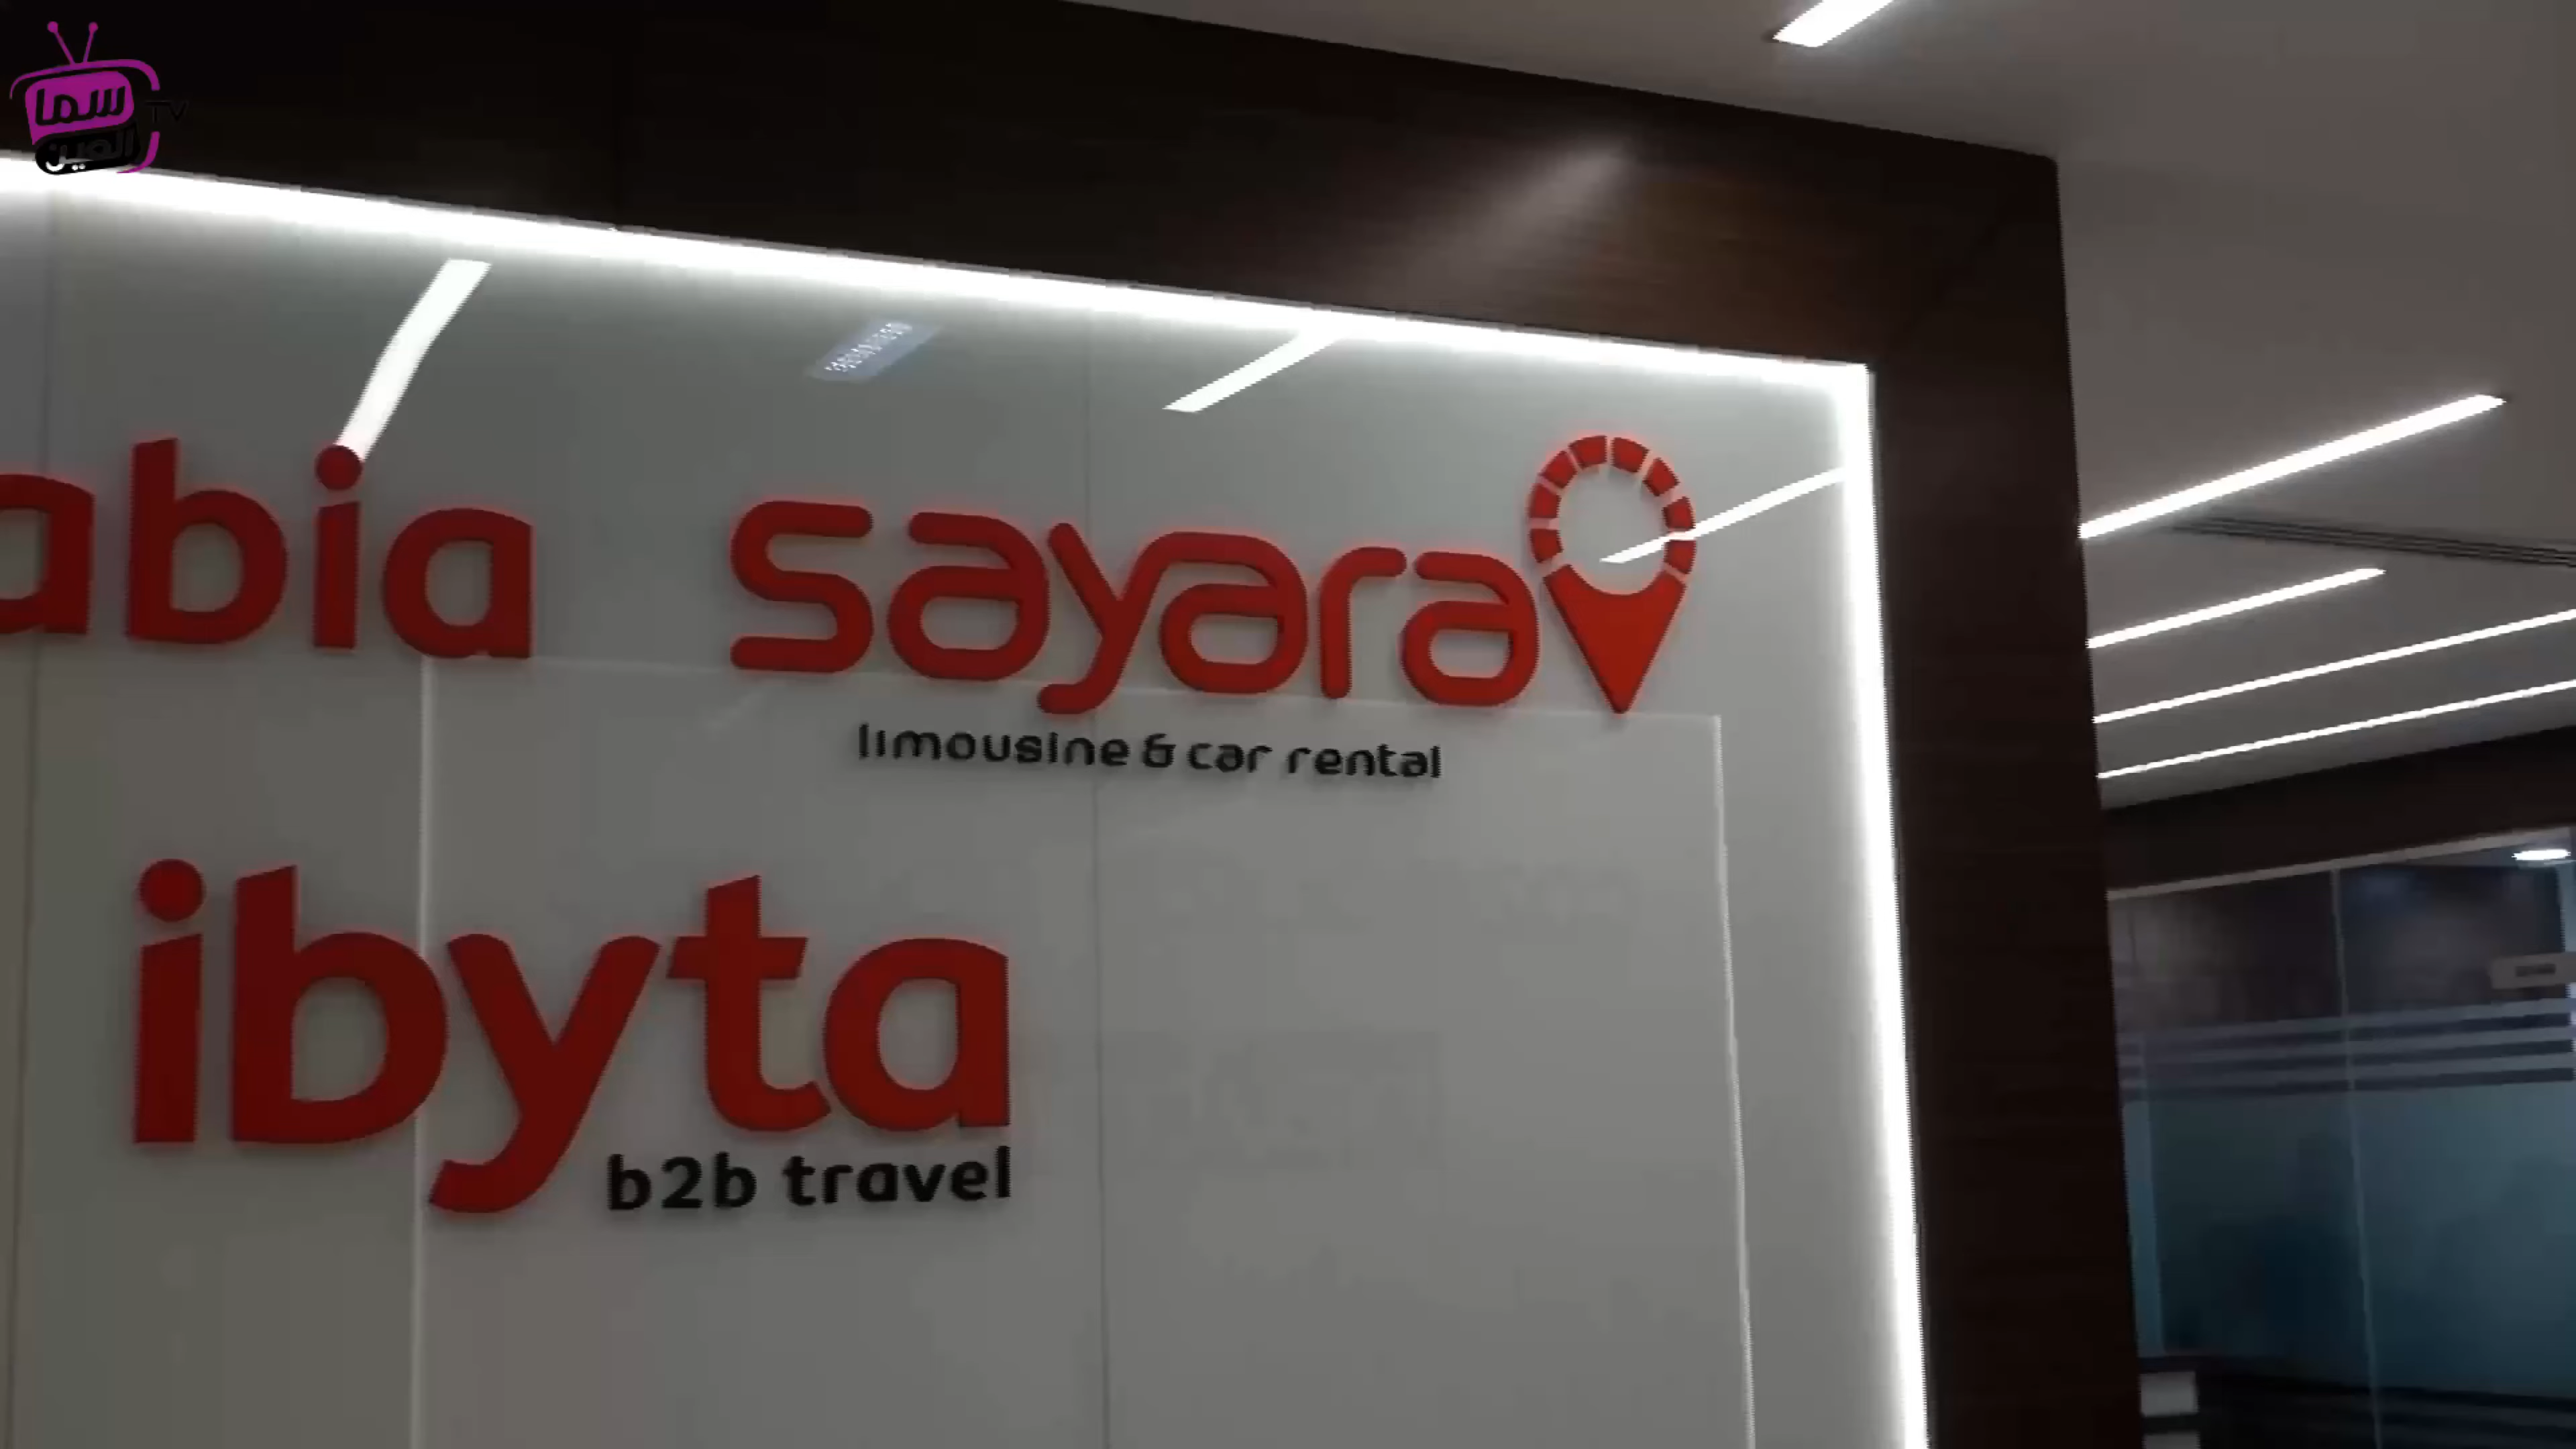 سما
العين
TV
abia
sayara
limousine & car rental
ibyta
b2b travel